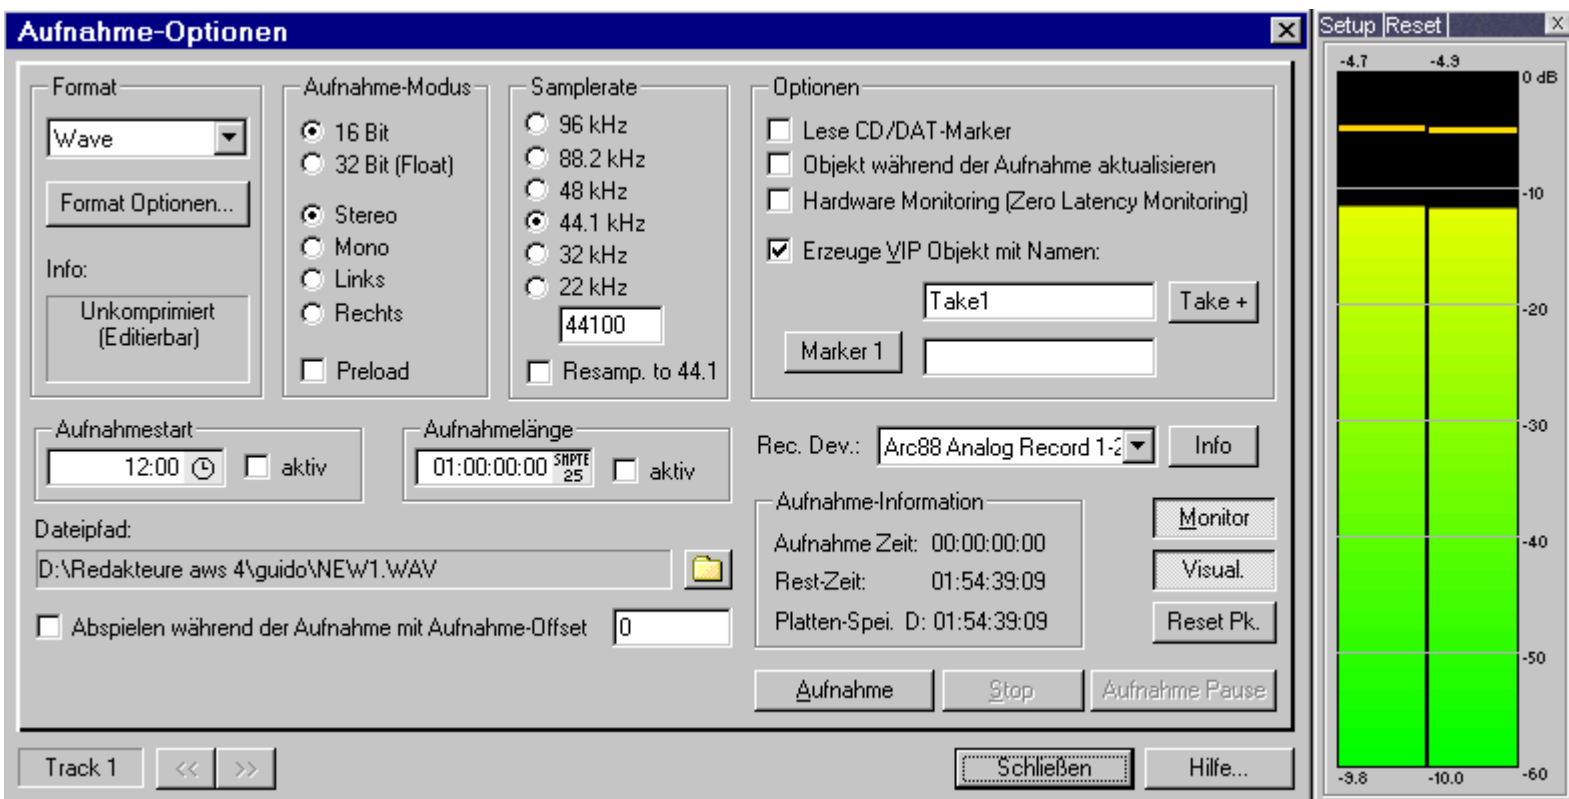 Aufnahme-Optionen
Format
Wave
Format Optionen...
Info:
Unkomprimiert
(Editierbar)
Aufnahme-Modus
16 Bit
32 Bit (Float)
Stereo
Mono
Links
Rechts
Preload
Samplerate
96 kHz
88.2 kHz
48 kHz
44.1 kHz
32 kHz
22 kHz
44100
Resamp. to 44.1
Optionen
Lese CD/DAT-Marker
Objekt während der Aufnahme aktualisieren
Hardware Monitoring (Zero Latency Monitoring)
Erzeuge VIP Objekt mit Namen:
Take1
Take +
Marker 1
Aufnahmestart
12:00
aktiv
Aufnahmelänge
01:00:00:00
SMPTE
25
aktiv
Rec. Dev.:
Arc88 Analog Record 1-2
Info
Dateipfad:
D:\Redakteure aws 4\guido\NEW1.WAV
Abspielen während der Aufnahme mit Aufnahme-Offset
0
Aufnahme-Information
Aufnahme Zeit: 00:00:00:00
Rest-Zeit: 01:54:39:09
Platten-Spei. D: 01:54:39:09
Monitor
Visual.
Reset Pk.
Aufnahme
Stop
Aufnahme Pause
Track 1
<<
>>
Schließen
Hilfe...
Setup
Reset
X
-4.7
-4.9
0 dB
-10
-20
-30
-40
-50
-60
-9.8
-10.0